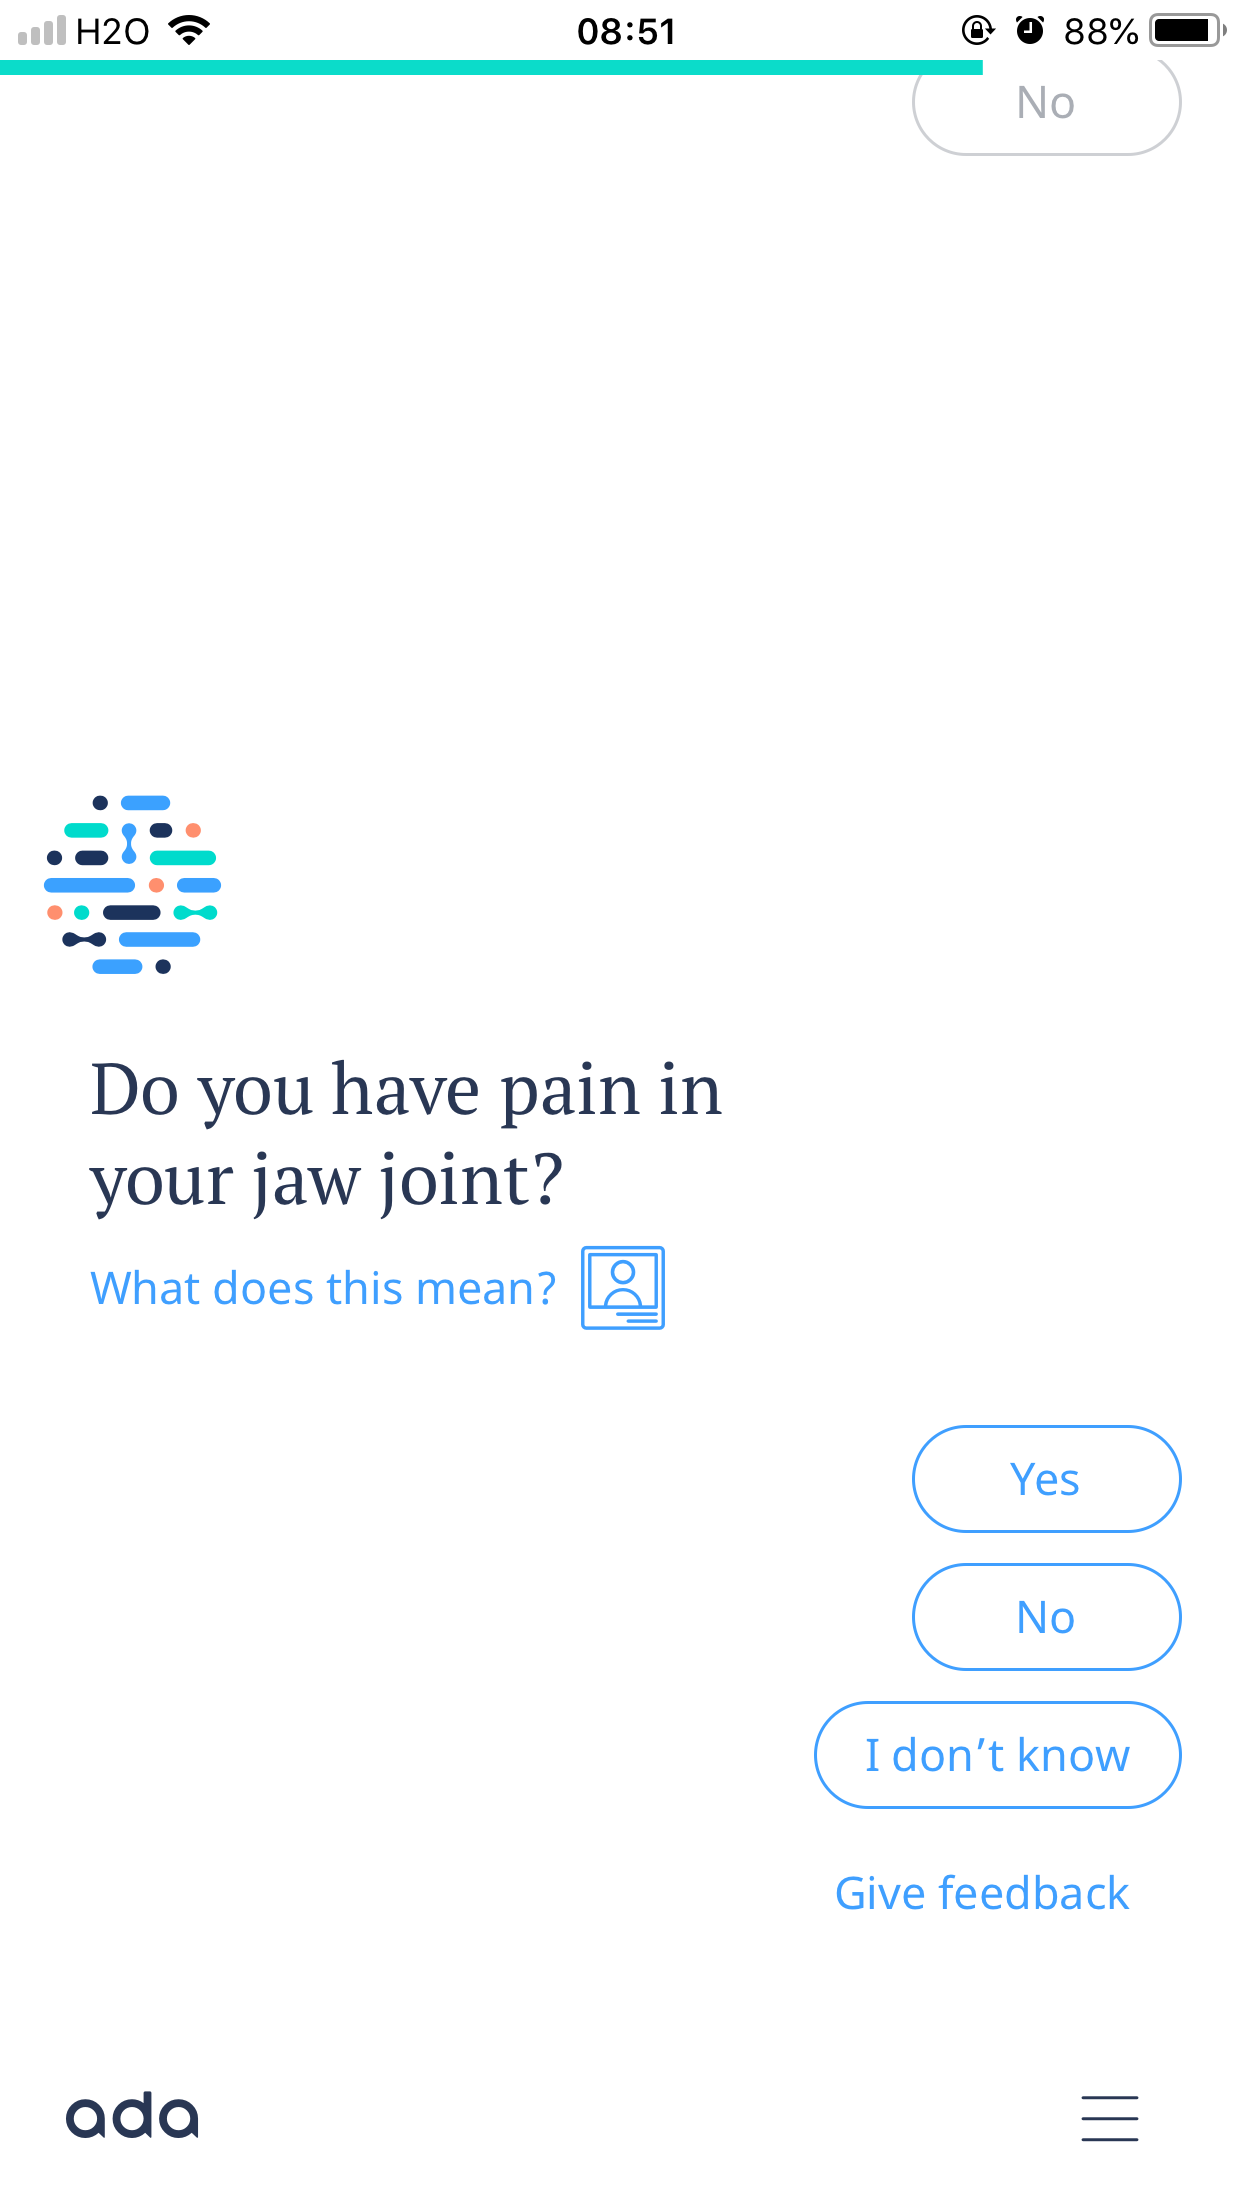 H2O 08:51 88%
No
Do you have pain in
your jaw joint?
What does this mean?
Yes
No
I don’t know
Give feedback
ada